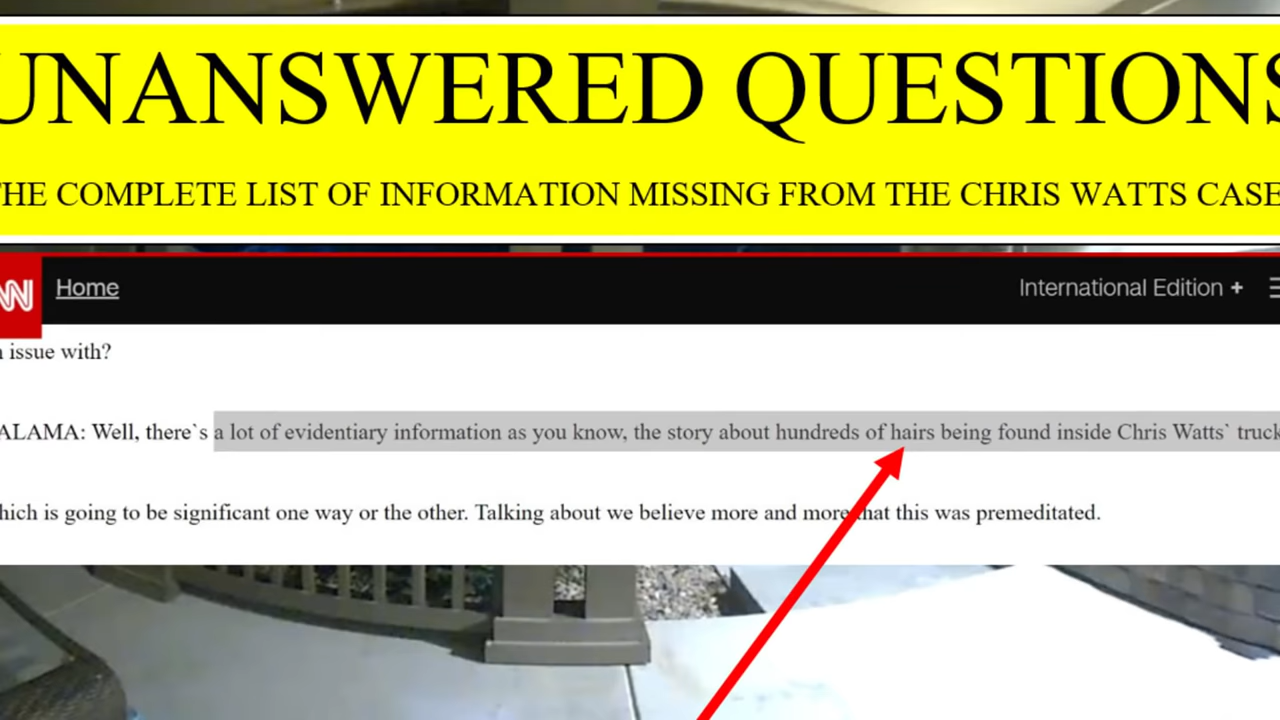 UNANSWERED QUESTIONS
THE COMPLETE LIST OF INFORMATION MISSING FROM THE CHRIS WATTS CASE
Home
International Edition +
issue with?
ALAMA: Well, there`s a lot of evidentiary information as you know, the story about hundreds of hairs being found inside Chris Watts` truck
hich is going to be significant one way or the other. Talking about we believe more and more that this was premeditated.